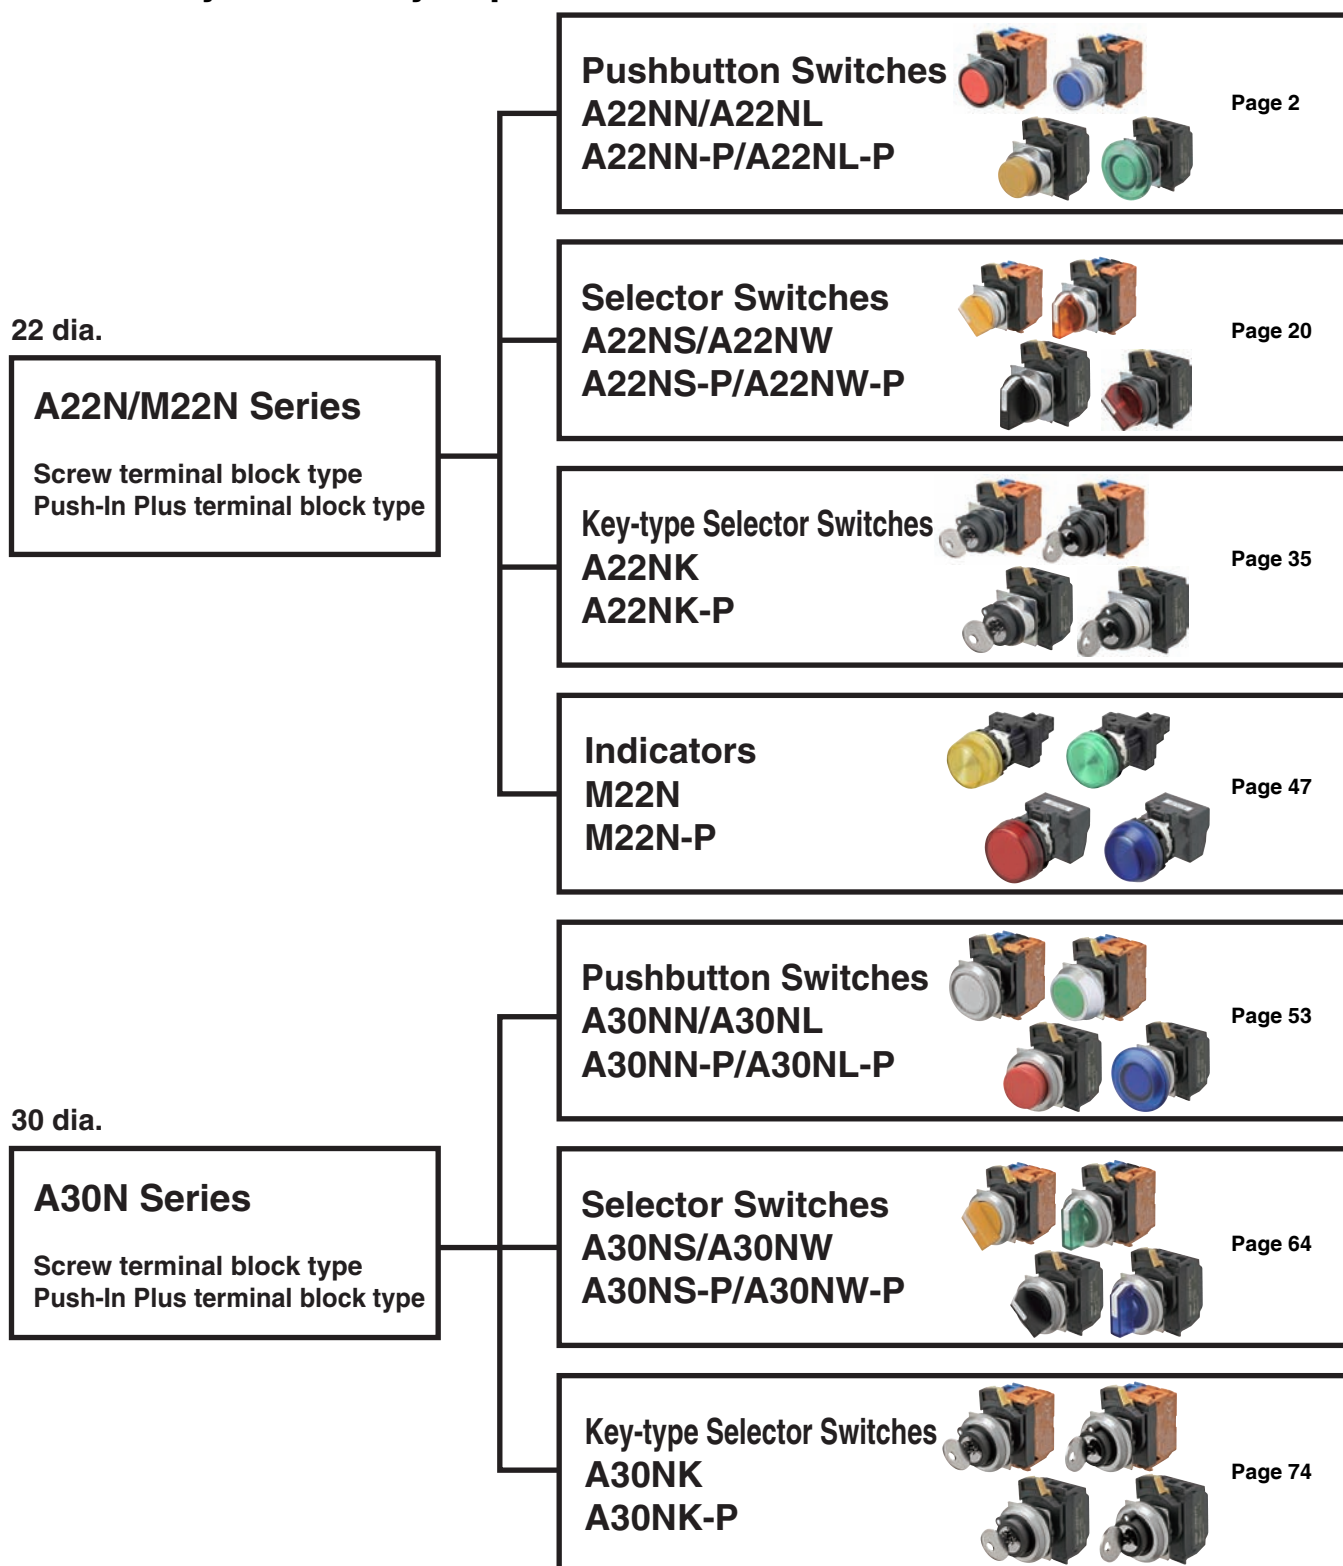 Pushbutton Switches
A22NN/A22NL
A22NN-P/A22NL-P
Page 2
Selector Switches
A22NS/A22NW
A22NS-P/A22NW-P
Page 20
22 dia.
A22N/M22N Series
Screw terminal block type
Push-In Plus terminal block type
Key-type Selector Switches
A22NK
A22NK-P
Page 35
Indicators
M22N
M22N-P
Page 47
Pushbutton Switches
A30NN/A30NL
A30NN-P/A30NL-P
Page 53
30 dia.
A30N Series
Screw terminal block type
Push-In Plus terminal block type
Selector Switches
A30NS/A30NW
A30NS-P/A30NW-P
Page 64
Key-type Selector Switches
A30NK
A30NK-P
Page 74